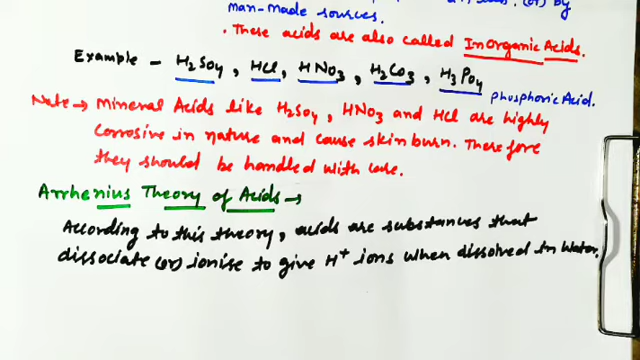 (or) by
man-made sources.
. These acids are also called InOrganic Acids.
Example - H2SO4, HCl, HNO3, H2CO3, H3PO4
phosphoric Acid.
Note → Mineral Acids like H2SO4, HNO3 and HCl are highly
corrosive in nature and cause skin burn. Therefore
they should be handled with care.
Arrhenius Theory of Acids →
According to this theory, acids are substances that
dissociate (or) ionise to give H+ ions when dissolved in water.